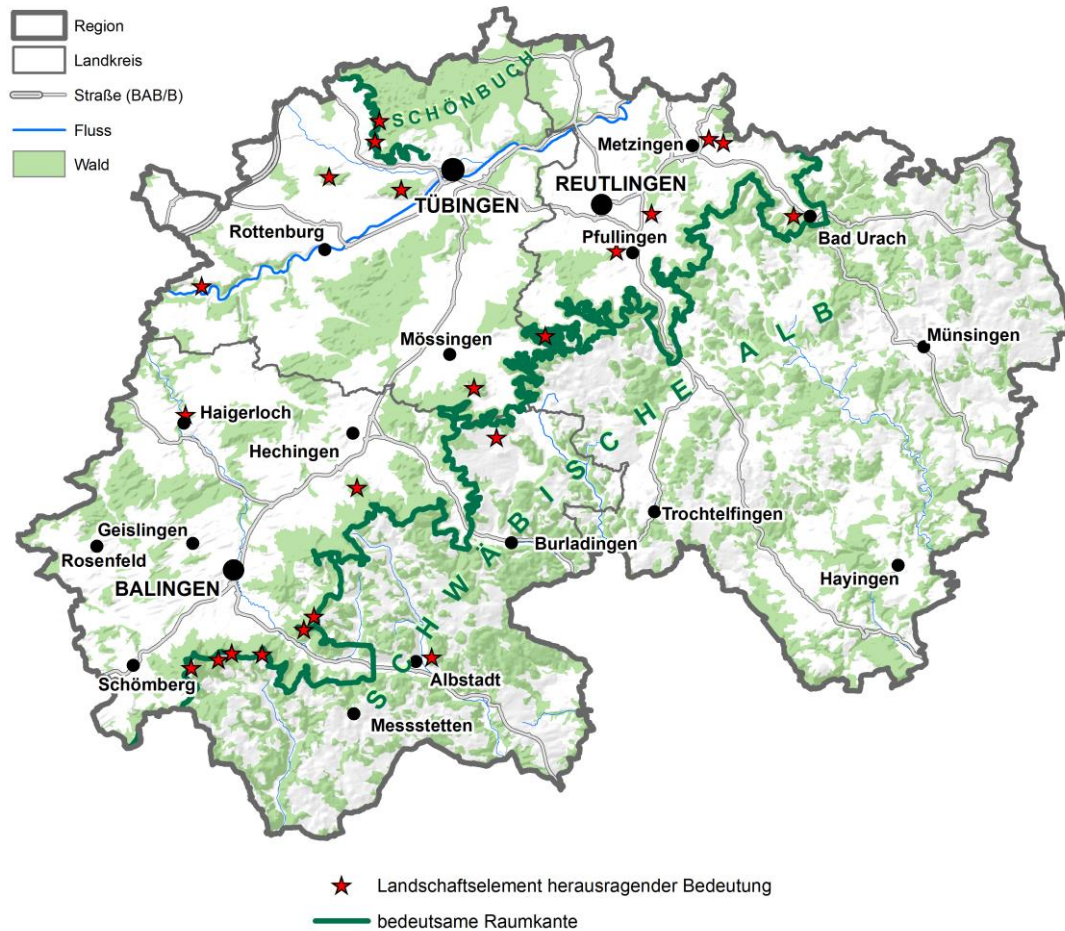 Region
Landkreis
Straße (BAB/B)
Fluss
Wald
SCHÖNBUCH
Metzingen
REUTLINGEN
TÜBINGEN
Rottenburg
Pfullingen
Bad Urach
Mössingen
Münsingen
Haigerloch
Hechingen
SCHWÄBISCHE ALB
Trochtelfingen
Geislingen
Rosenfeld
Burladingen
BALINGEN
Hayingen
Schömberg
Albstadt
Messstetten
Landschaftselement herausragender Bedeutung
bedeutsame Raumkante